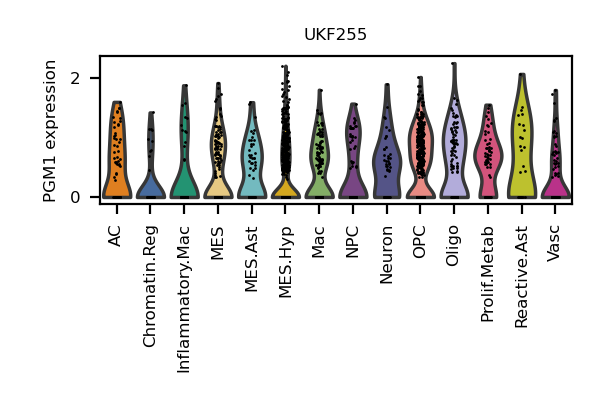 UKF255
PGM1 expression
2
0
AC
Chromatin.Reg
Inflammatory.Mac
MES
MES.Ast
MES.Hyp
Mac
NPC
Neuron
OPC
Oligo
Prolif.Metab
Reactive.Ast
Vasc